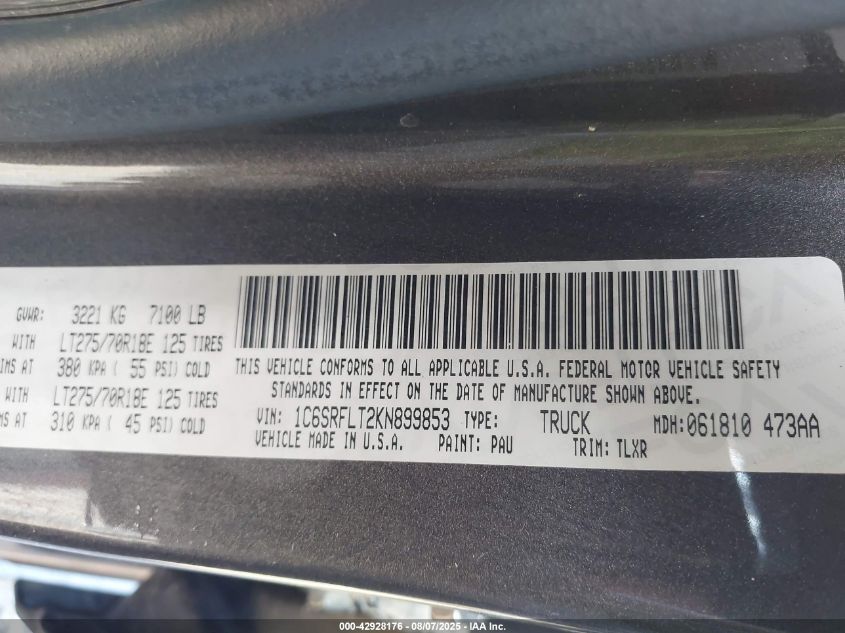 GVWR: 3221 KG 7100 LB
WITH LT275/70R18E 125 TIRES
IMS AT 380 KPA ( 55 PSI) COLD
WITH LT275/70R18E 125 TIRES
IMS AT 310 KPA ( 45 PSI) COLD
THIS VEHICLE CONFORMS TO ALL APPLICABLE U.S.A. FEDERAL MOTOR VEHICLE SAFETY
STANDARDS IN EFFECT ON THE DATE OF MANUFACTURE SHOWN ABOVE.
VIN: 1C6SRFLT2KN899853 TYPE: TRUCK MDH:061810 473AA
VEHICLE MADE IN U.S.A. PAINT: PAU TRIM: TLXR
000-42928176 - 08/07/2025 - IAA Inc.